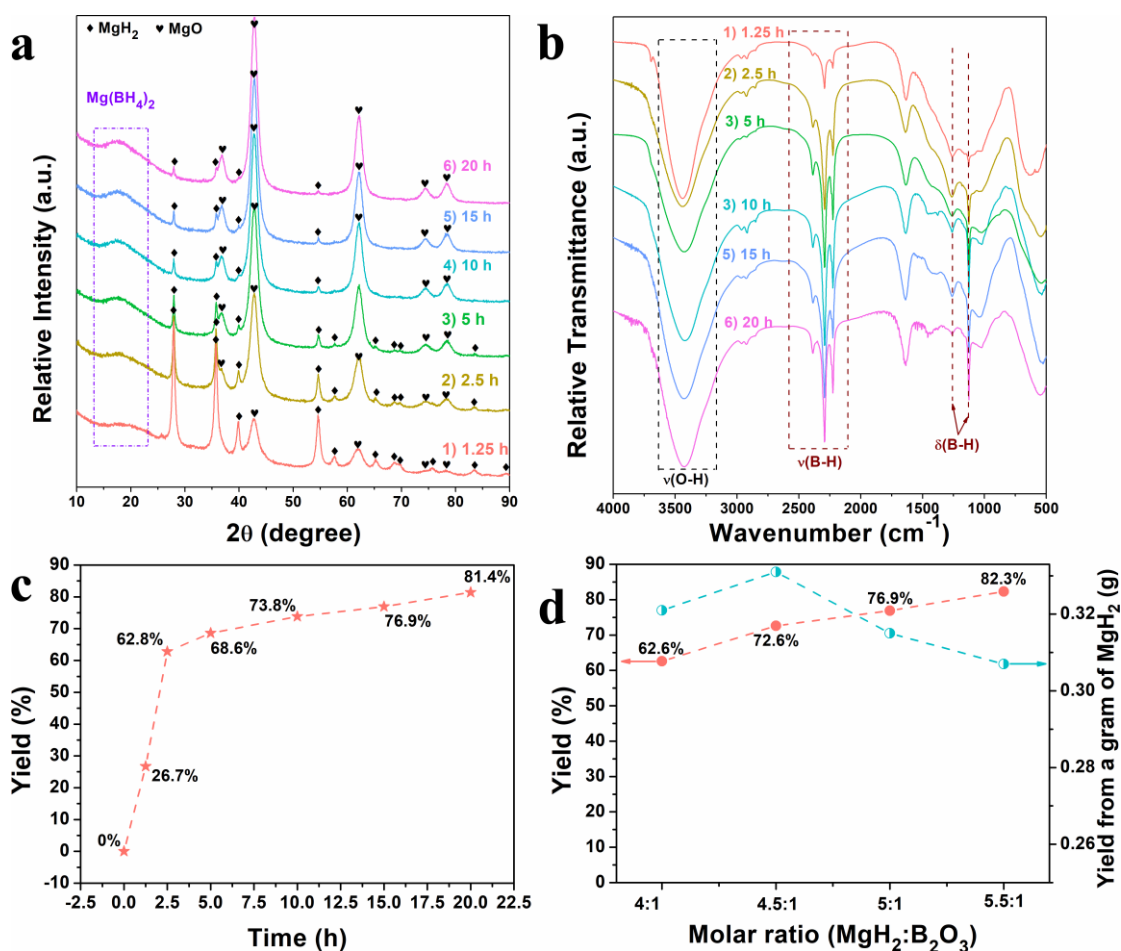 a
♦ MgH2 ♥ MgO
Mg(BH4)2
6) 20 h
5) 15 h
4) 10 h
3) 5 h
2) 2.5 h
1) 1.25 h
Relative Intensity (a.u.)
10 20 30 40 50 60 70 80 90
2θ (degree)
b
1) 1.25 h
2) 2.5 h
3) 5 h
3) 10 h
5) 15 h
6) 20 h
ν(O-H)
ν(B-H)
δ(B-H)
Relative Transmittance (a.u.)
4000 3500 3000 2500 2000 1500 1000 500
Wavenumber (cm-1)
c
90
80
70
60
50
40
30
20
10
0
-10
Yield (%)
0%
26.7%
62.8%
68.6%
73.8%
76.9%
81.4%
-2.5 0.0 2.5 5.0 7.5 10.0 12.5 15.0 17.5 20.0 22.5
Time (h)
d
90
80
70
60
50
40
30
20
10
0
Yield (%)
62.6%
72.6%
76.9%
82.3%
0.32
0.30
0.28
0.26
Yield from a gram of MgH2 (g)
4:1 4.5:1 5:1 5.5:1
Molar ratio (MgH2:B2O3)